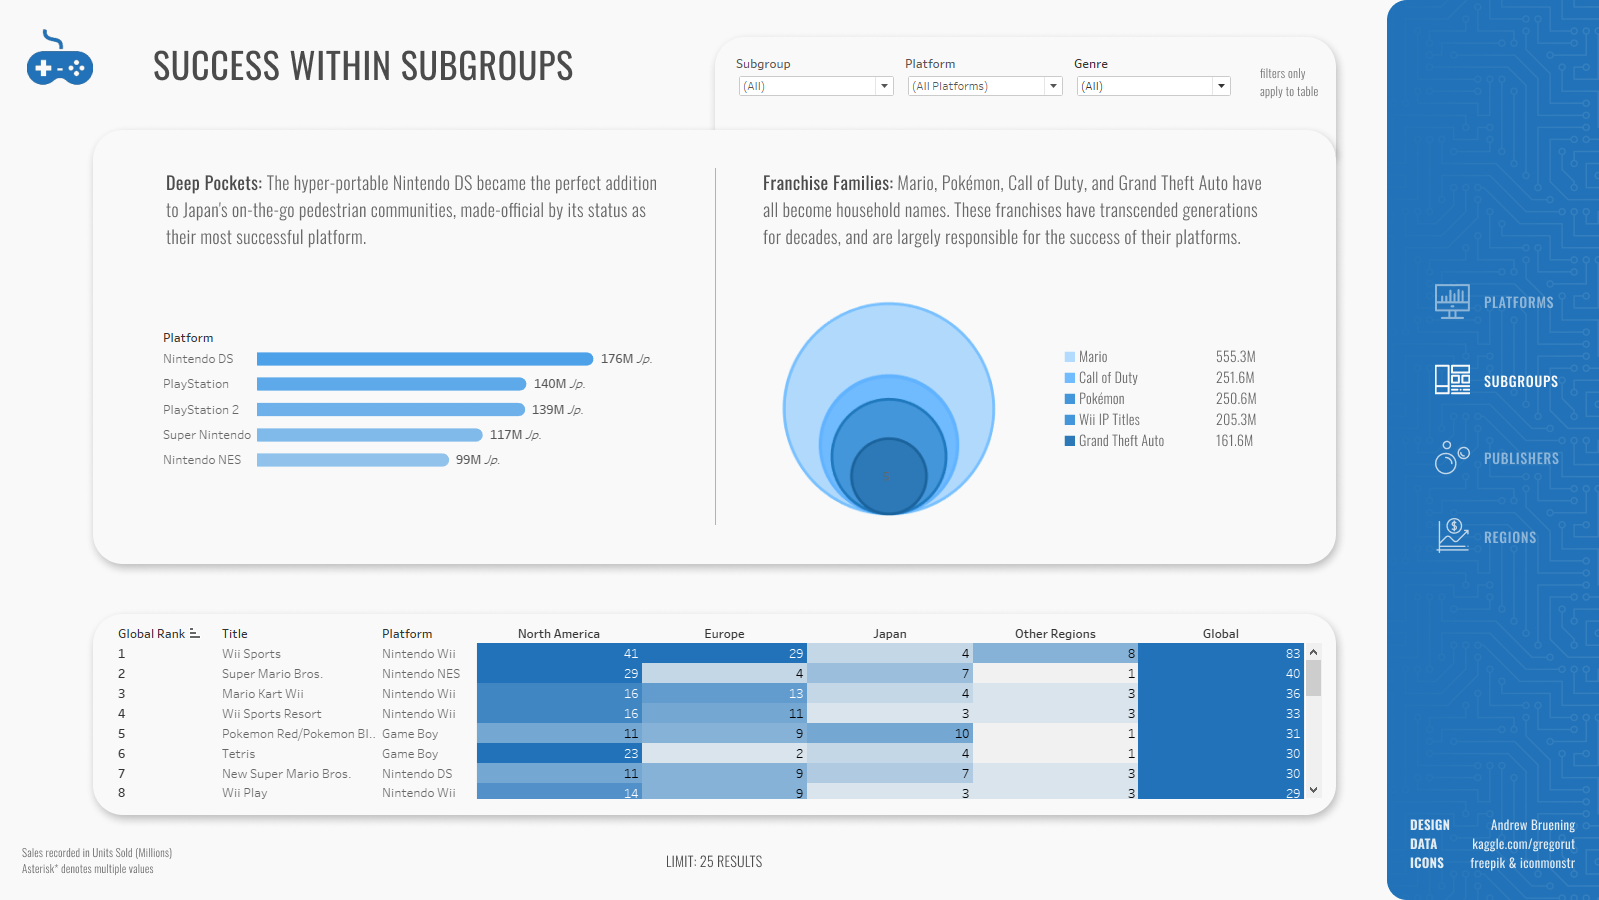 SUCCESS WITHIN SUBGROUPS
Subgroup Platform Genre
(All) (All Platforms) (All)
filters only
apply to table
Deep Pockets: The hyper-portable Nintendo DS became the perfect addition
to Japan's on-the-go pedestrian communities, made-official by its status as
their most successful platform.
Franchise Families: Mario, Pokémon, Call of Duty, and Grand Theft Auto have
all become household names. These franchises have transcended generations
for decades, and are largely responsible for the success of their platforms.
Platform
Nintendo DS 176M Jp.
PlayStation 140M Jp.
PlayStation 2 139M Jp.
Super Nintendo 117M Jp.
Nintendo NES 99M Jp.
Mario 555.3M
Call of Duty 251.6M
Pokémon 250.6M
Wii IP Titles 205.3M
Grand Theft Auto 161.6M
Global Rank Title Platform North America Europe Japan Other Regions Global
1 Wii Sports Nintendo Wii 41 29 4 8 83
2 Super Mario Bros. Nintendo NES 29 4 7 1 40
3 Mario Kart Wii Nintendo Wii 16 13 4 3 36
4 Wii Sports Resort Nintendo Wii 16 11 3 3 33
5 Pokemon Red/Pokemon Bl.. Game Boy 11 9 10 1 31
6 Tetris Game Boy 23 2 4 1 30
7 New Super Mario Bros. Nintendo DS 11 9 7 3 30
8 Wii Play Nintendo Wii 14 9 3 3 29
Sales recorded in Units Sold (Millions)
Asterisk* denotes multiple values
LIMIT: 25 RESULTS
PLATFORMS
SUBGROUPS
PUBLISHERS
REGIONS
DESIGN Andrew Bruening
DATA kaggle.com/gregorut
ICONS freepik & iconmonstr